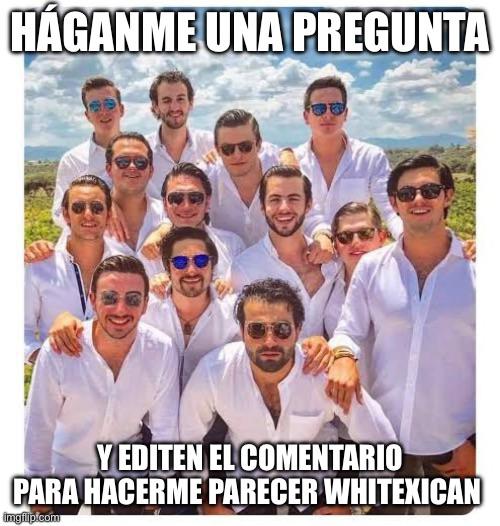 HÁGANME UNA PREGUNTA
Y EDITEN EL COMENTARIO
PARA HACERME PARECER WHITEXICAN
imgflip.com